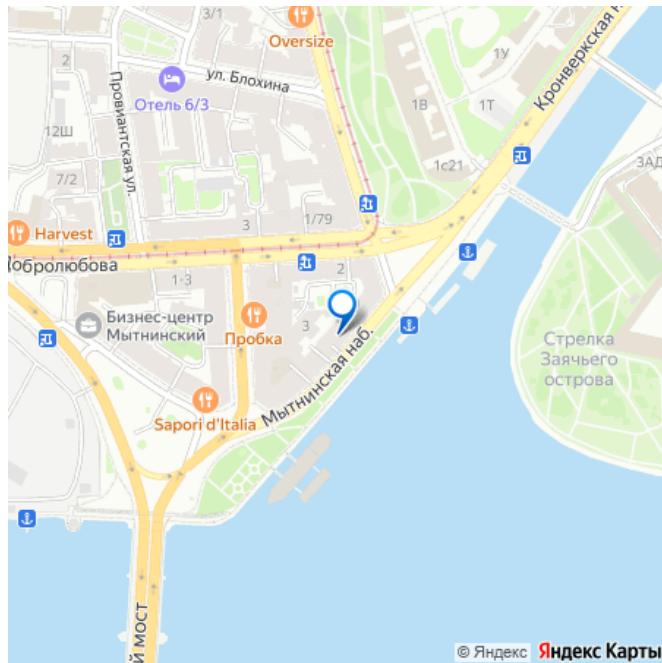 3/1
Oversize
2
ул. Блохина
Кронверкская н
1У
Провиантская ул.
Отель 6/3
1В
1Т
12Ш
1с21
ЗАД
7/2
1/79
3
Harvest
Добролюбова
2
1-3
Бизнес-центр
Мытнинский
3
Пробка
Мытнинская наб.
Стрелка
Заячьего
острова
Sapori d'Italia
й мост
© Яндекс Яндекс Карты